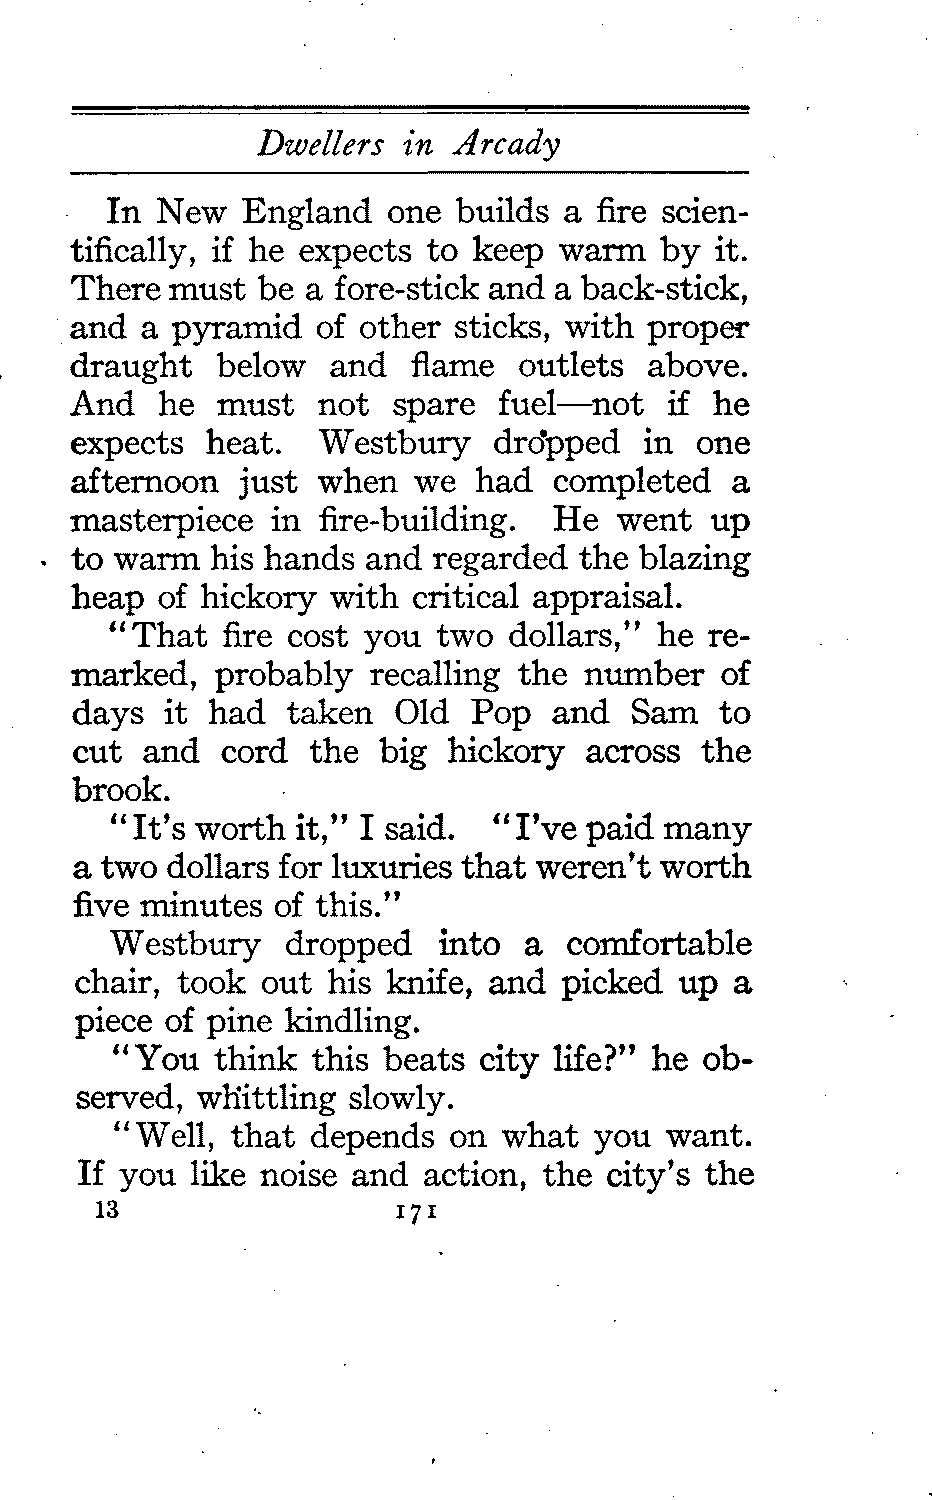 Dwellers in Arcady
In New England one builds a fire scien-
tifically, if he expects to keep warm by it.
There must be a fore-stick and a back-stick,
and a pyramid of other sticks, with proper
draught below and flame outlets above.
And he must not spare fuel—not if he
expects heat. Westbury dropped in one
afternoon just when we had completed a
masterpiece in fire-building. He went up
to warm his hands and regarded the blazing
heap of hickory with critical appraisal.
"That fire cost you two dollars," he re-
marked, probably recalling the number of
days it had taken Old Pop and Sam to
cut and cord the big hickory across the
brook.
"It's worth it," I said. "I've paid many
a two dollars for luxuries that weren't worth
five minutes of this."
Westbury dropped into a comfortable
chair, took out his knife, and picked up a
piece of pine kindling.
"You think this beats city life?" he ob-
served, whittling slowly.
"Well, that depends on what you want.
If you like noise and action, the city's the
13 171